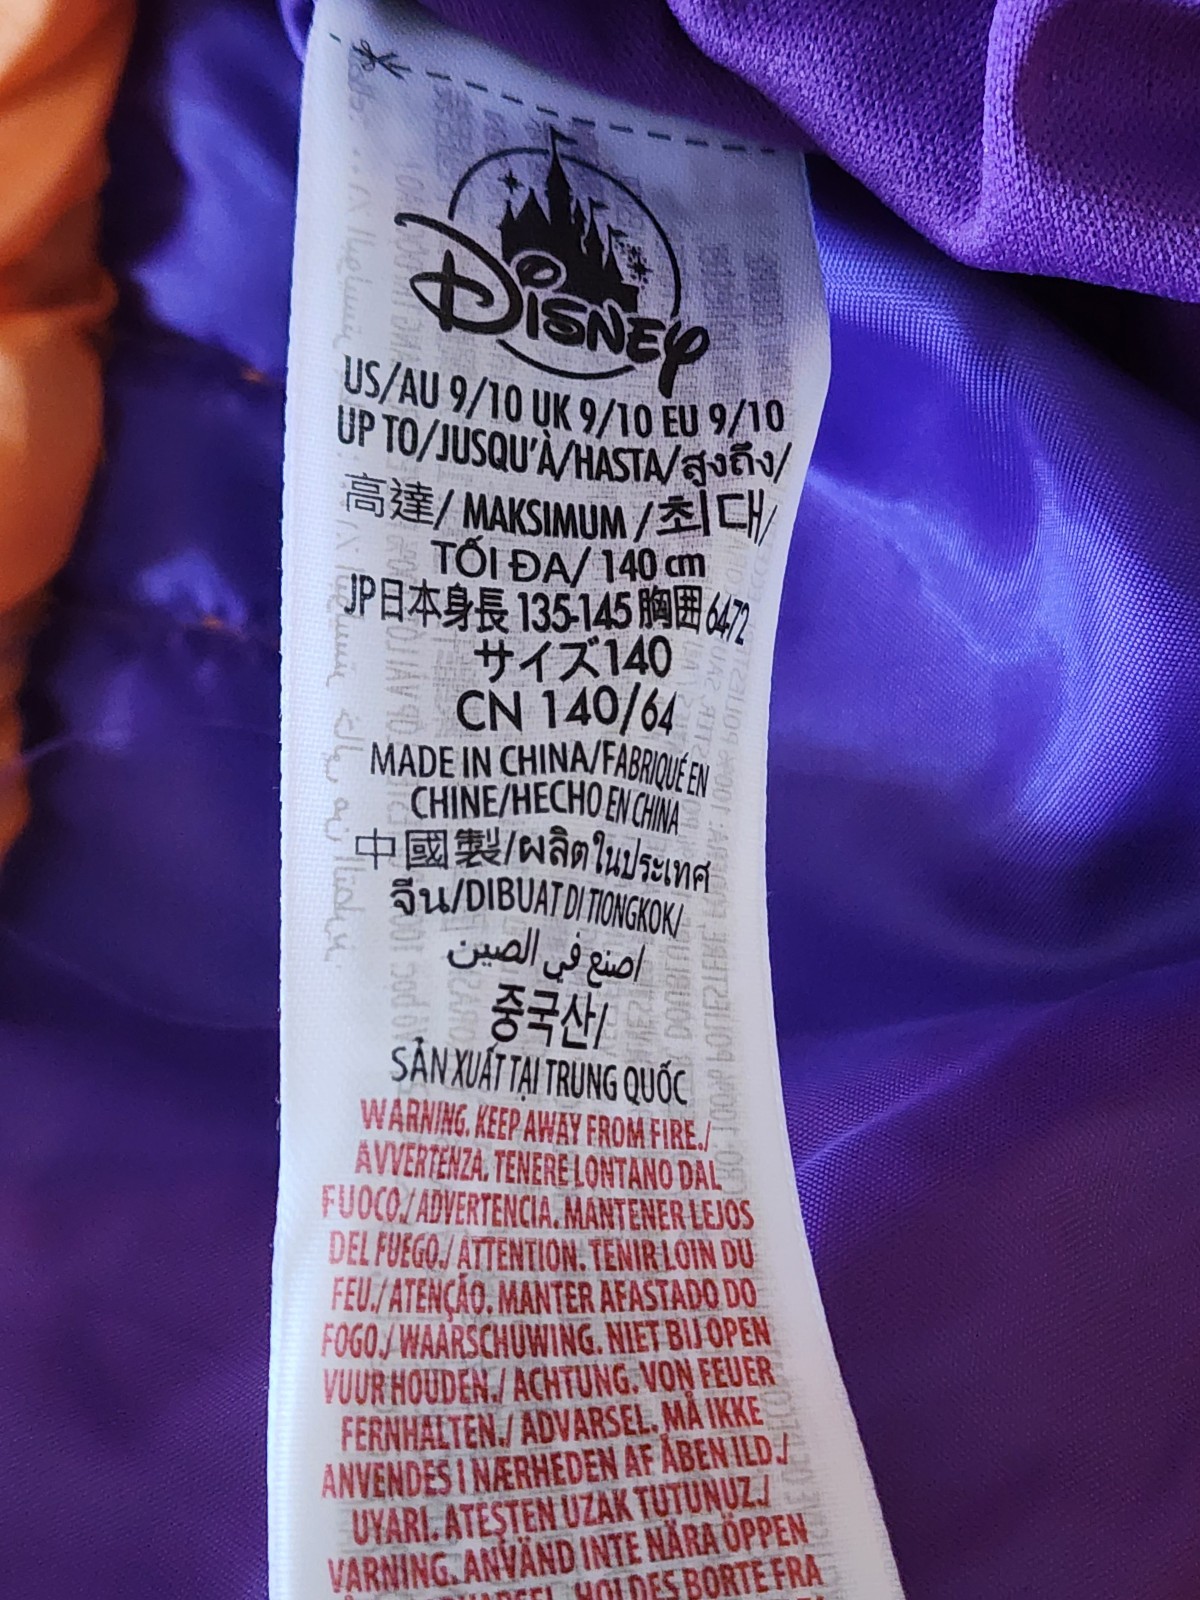 Disney
US/AU 9/10 UK 9/10 EU 9/10
UP TO/JUSQU'À/HASTA/สูงถึง/
高達/ MAKSIMUM /최대/
TỐI ĐA/ 140 cm
JP日本身長 135-145 胸囲 64-72
サイズ140
CN 140/64
MADE IN CHINA/FABRIQUÉ EN
CHINE/HECHO EN CHINA
中國製/ผลิตในประเทศ
จีน/DIBUAT DI TIONGKOK/
اصنع في الصين/
중국산/
SẢN XUẤT TẠI TRUNG QUỐC
WARNING. KEEP AWAY FROM FIRE./
AVVERTENZA. TENERE LONTANO DAL
FUOCO./ADVERTENCIA. MANTENER LEJOS
DEL FUEGO./ ATTENTION. TENIR LOIN DU
FEU./ ATENÇÃO. MANTER AFASTADO DO
FOGO./ WAARSCHUWING. NIET BIJ OPEN
VUUR HOUDEN./ ACHTUNG. VON FEUER
FERNHALTEN./ ADVARSEL. MÅ IKKE
ANVENDES I NÆRHEDEN AF ÅBEN ILD./
UYARI. ATEŞTEN UZAK TUTUNUZ./
VARNING. ANVÄND INTE NÄRA ÖPPEN
HOLDES BORTE FRA